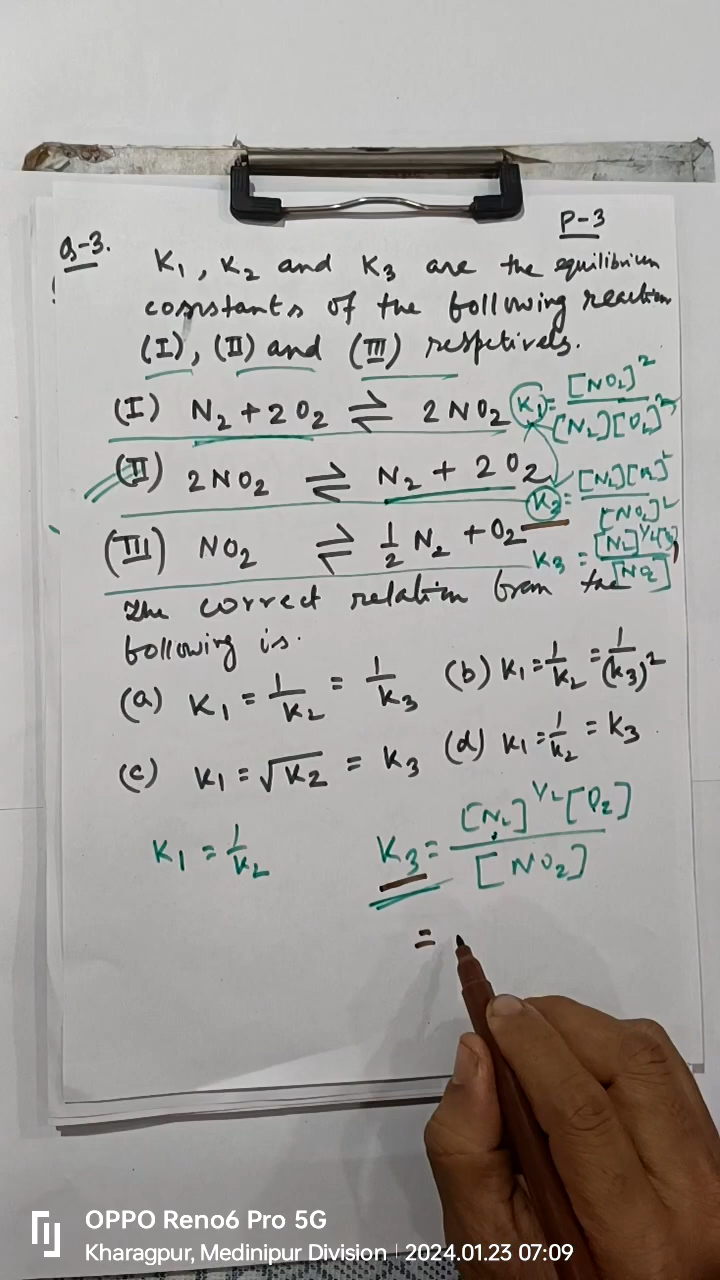 P-3
Q-3.
K₁, K₂ and K₃ are the equilibrium
constants of the following reaction
(I), (II) and (III) respetively.
(I) N₂ + 2O₂ ⇌ 2NO₂ K₁ = [NO₂]² / [N₂][O₂]²
(II) 2NO₂ ⇌ N₂ + 2O₂ K₂ = [N₂][O₂]² / [NO₂]²
(III) NO₂ ⇌ 1/2 N₂ + O₂ K₃ = [N₂]^1/2 / [NO₂]
The correct relation from the
following is.
(a) K₁ = 1/K₂ = 1/K₃ (b) K₁ = 1/K₂ = 1/(K₃)²
(c) K₁ = √K₂ = K₃ (d) K₁ = 1/K₂ = K₃
K₁ = 1/K₂ K₃ = [N₂]^1/2 [O₂] / [NO₂]
=
OPPO Reno6 Pro 5G
Kharagpur, Medinipur Division | 2024.01.23 07:09